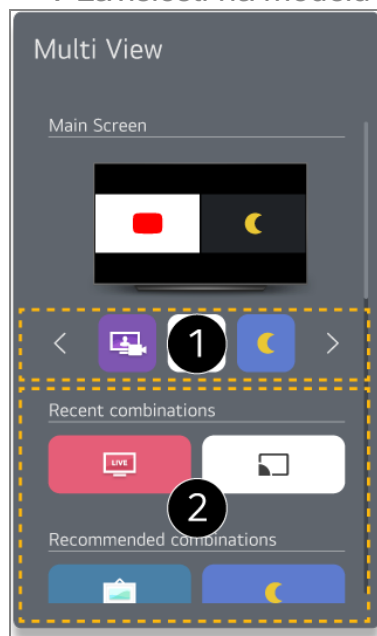 Multi View
Main Screen
1
Recent combinations
LIVE
2
Recommended combinations